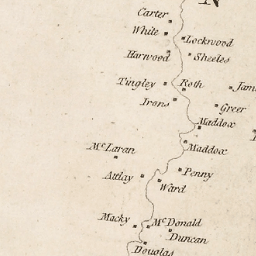 N
Carter
White
Lockwood
Harwood
Sheeles
Tingley
Roth
Irons
Greer
Maddox
Maddox
McLaren
Attlay
Penny
Ward
Macky
McDonald
Duncan
Douglas